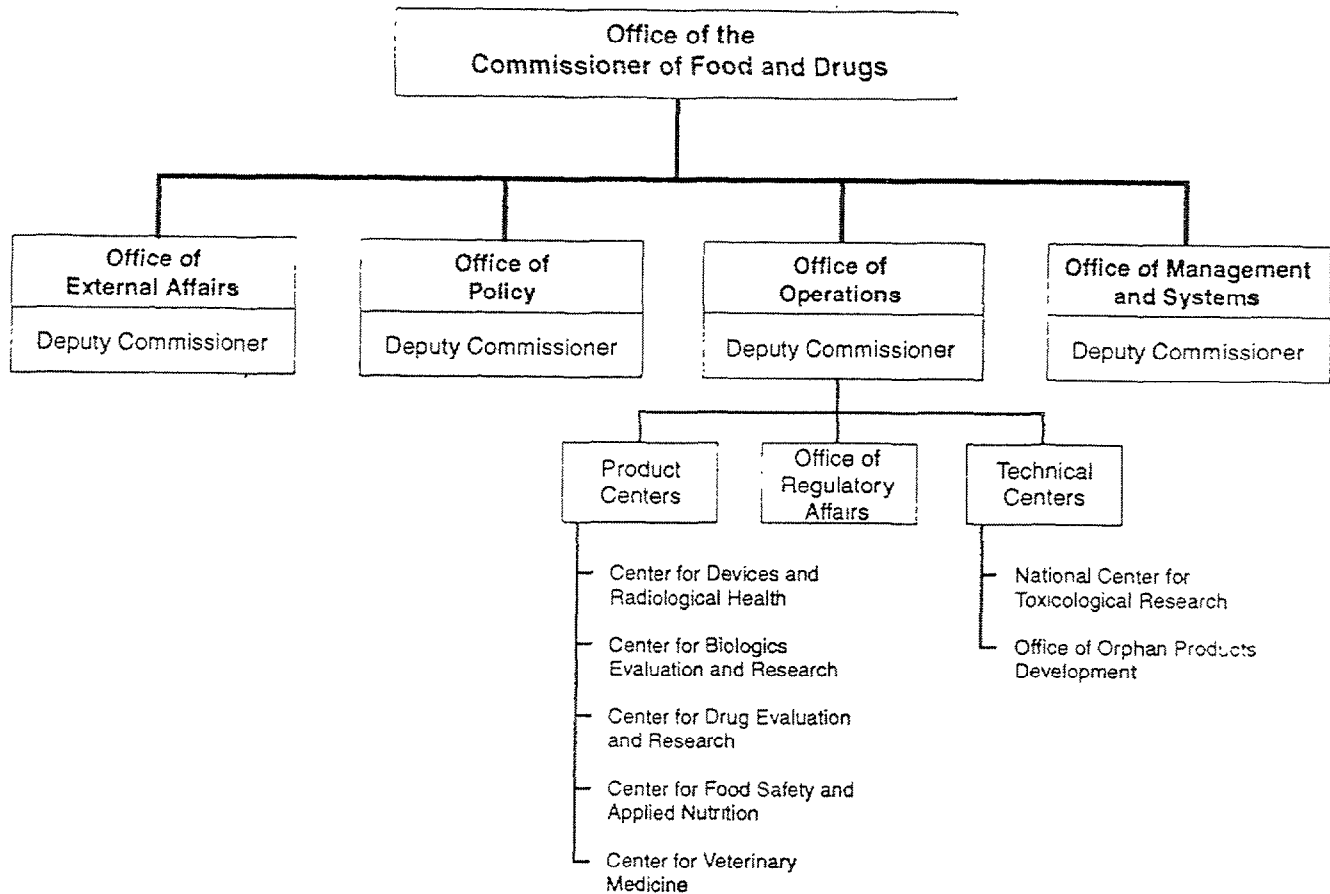 Office of the
Commissioner of Food and Drugs
Office of
External Affairs
Deputy Commissioner
Office of
Policy
Deputy Commissioner
Office of
Operations
Deputy Commissioner
Office of Management
and Systems
Deputy Commissioner
Product
Centers
Office of
Regulatory
Affairs
Technical
Centers
Center for Devices and
Radiological Health
Center for Biologics
Evaluation and Research
Center for Drug Evaluation
and Research
Center for Food Safety and
Applied Nutrition
Center for Veterinary
Medicine
National Center for
Toxicological Research
Office of Orphan Products
Development